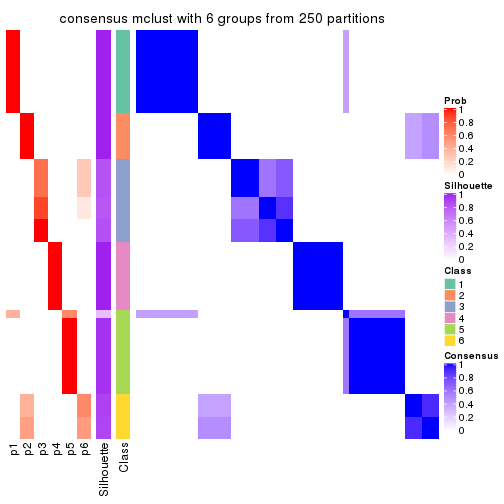 consensus mclust with 6 groups from 250 partitions
Prob
1
0.8
0.6
0.4
0.2
0
Silhouette
1
0.8
0.6
0.4
0.2
0
Class
1
2
3
4
5
6
Consensus
1
0.8
0.6
0.4
0.2
0
p1
p2
p3
p4
p5
p6
Silhouette
Class